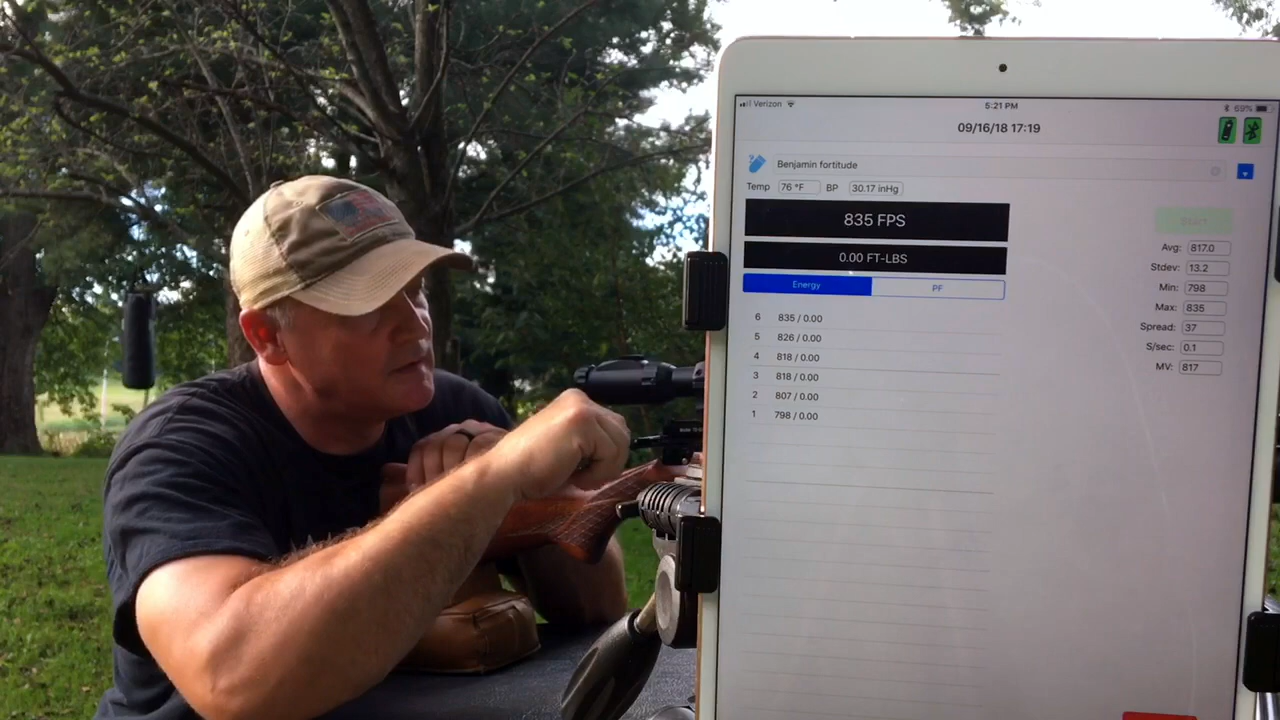 Verizon
5:21 PM
69%
09/16/18 17:19
Benjamin fortitude
Temp 76 °F BP 30.17 inHg
835 FPS
0.00 FT-LBS
Energy PF
Start
Avg: 817.0
Stdev: 13.2
Min: 798
Max: 835
Spread: 37
S/sec: 0.1
MV: 817
6 835 / 0.00
5 826 / 0.00
4 818 / 0.00
3 818 / 0.00
2 807 / 0.00
1 798 / 0.00